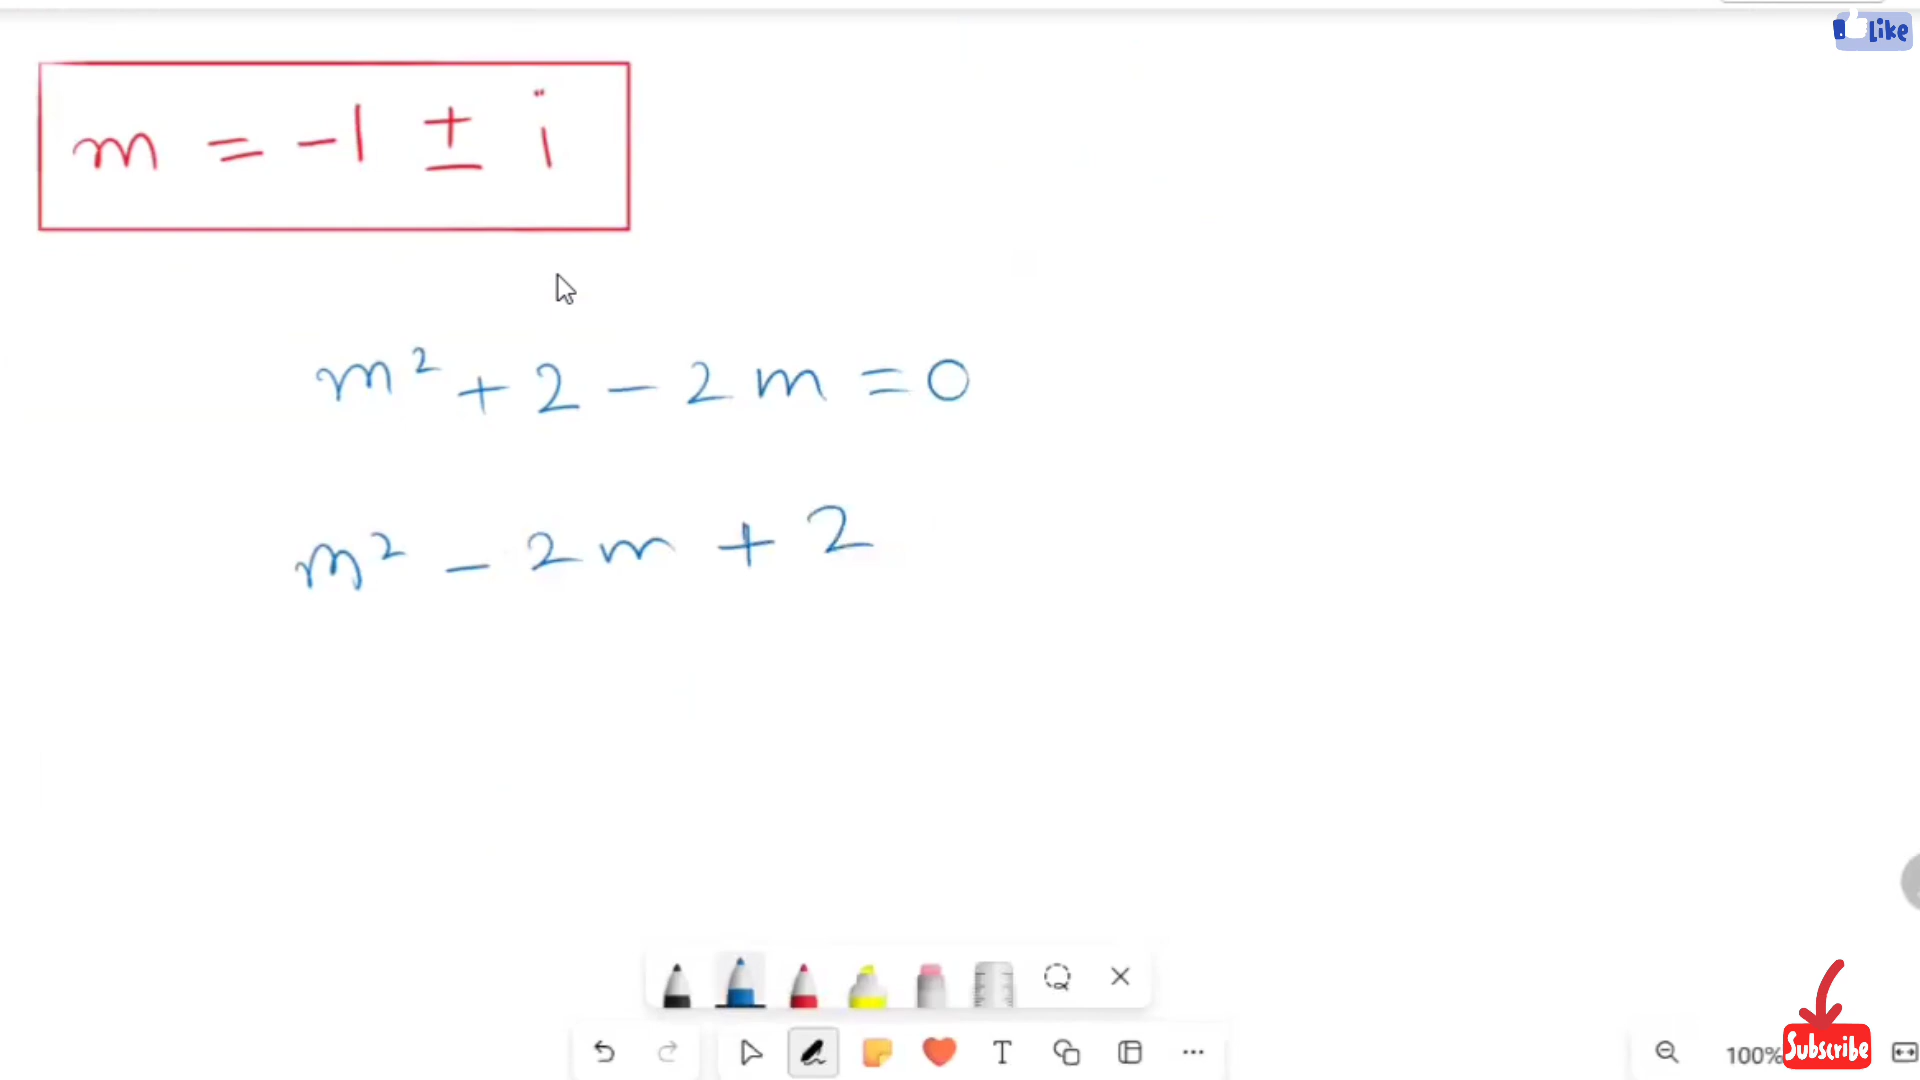 Like
m = -1 ± i
m² + 2 - 2m = 0
m² - 2m + 2
T
100%
Subscribe